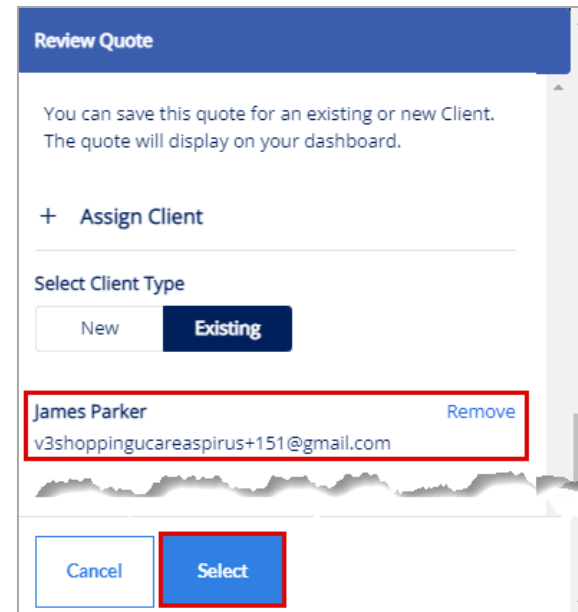 Review Quote
You can save this quote for an existing or new Client.
The quote will display on your dashboard.
+ Assign Client
Select Client Type
New Existing
James Parker Remove
v3shoppingucareaspirus+151@gmail.com
Cancel Select